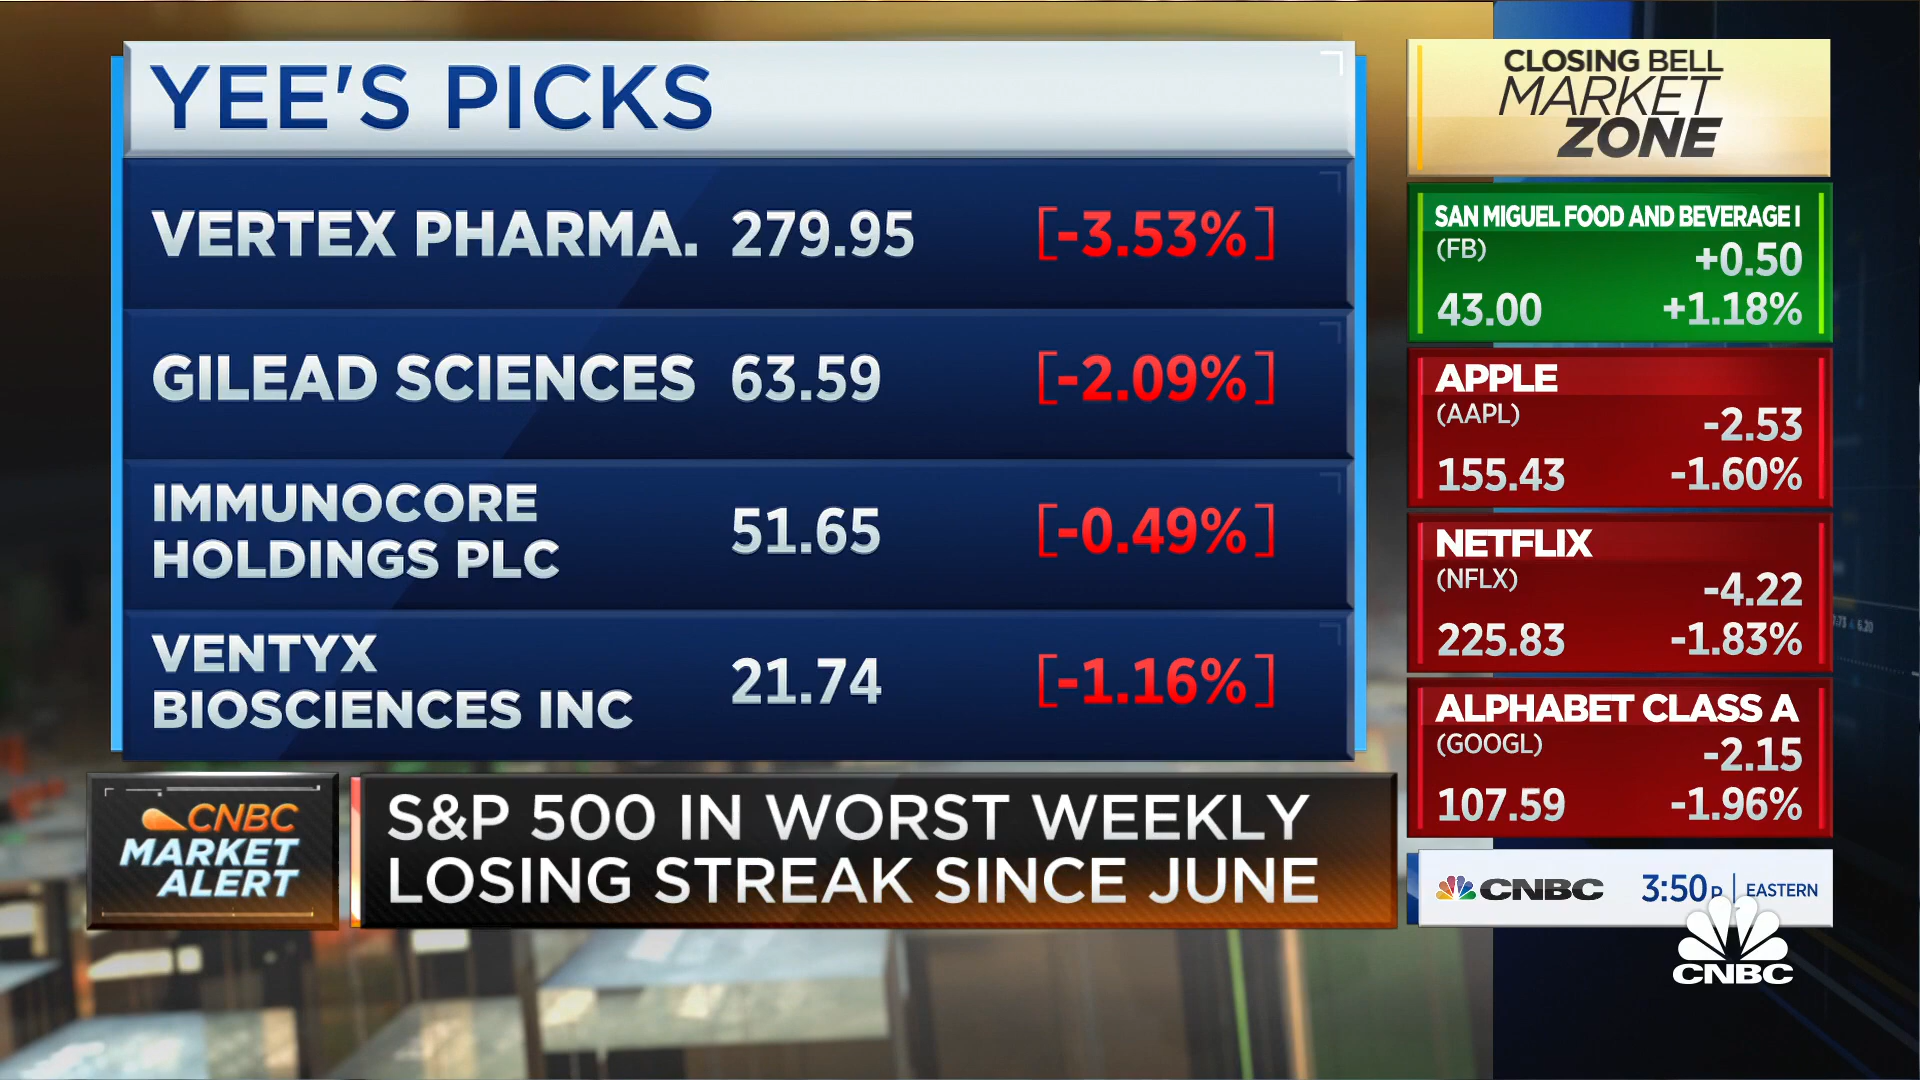 YEE'S PICKS
VERTEX PHARMA. 279.95 [-3.53%]
GILEAD SCIENCES 63.59 [-2.09%]
IMMUNOCORE
HOLDINGS PLC 51.65 [-0.49%]
VENTYX
BIOSCIENCES INC 21.74 [-1.16%]
CNBC
MARKET
ALERT
S&P 500 IN WORST WEEKLY
LOSING STREAK SINCE JUNE
CLOSING BELL
MARKET
ZONE
SAN MIGUEL FOOD AND BEVERAGE I
(FB) +0.50
43.00 +1.18%
APPLE
(AAPL) -2.53
155.43 -1.60%
NETFLIX
(NFLX) -4.22
225.83 -1.83%
ALPHABET CLASS A
(GOOGL) -2.15
107.59 -1.96%
CNBC 3:50P EASTERN
CNBC